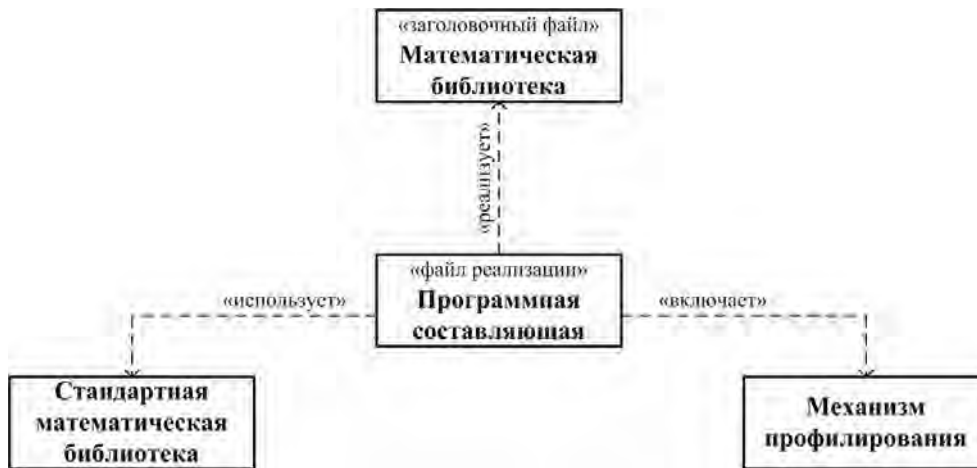 «заголовочный файл»
Математическая
библиотека
«реализует»
«файл реализации»
Программная
составляющая
«использует»
«включает»
Стандартная
математическая
библиотека
Механизм
профилирования